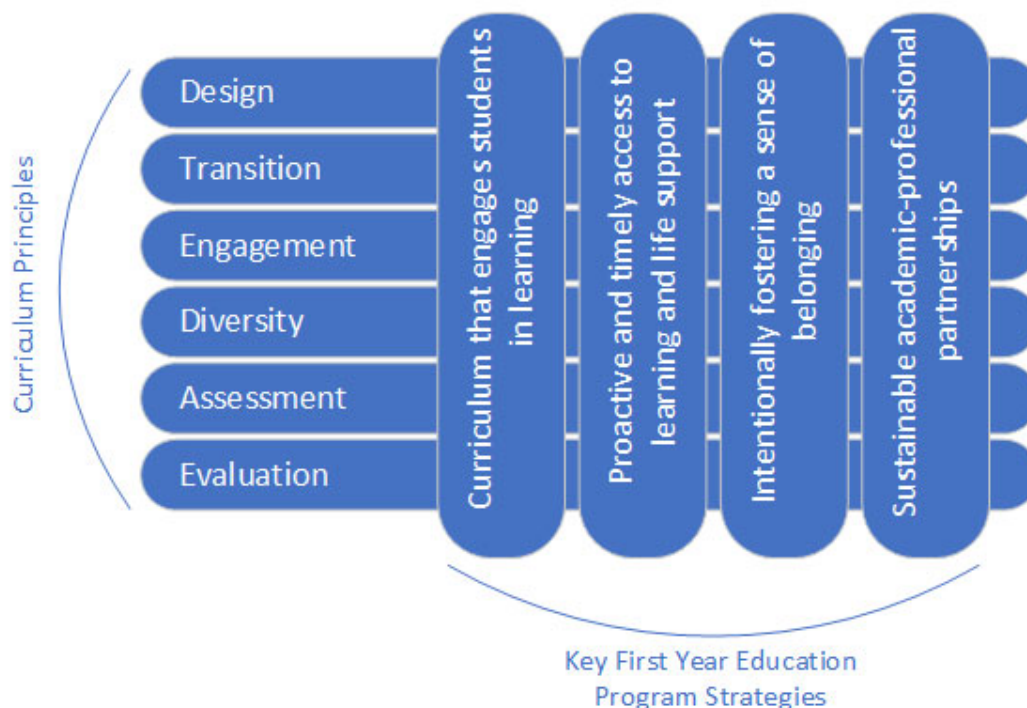 Curriculum Principles
Design
Transition
Engagement
Diversity
Assessment
Evaluation
Curriculum that engages students
in learning
Proactive and timely access to
learning and life support
Intentionally fostering a sense of
belonging
Sustainable academic-professional
partnerships
Key First Year Education
Program Strategies